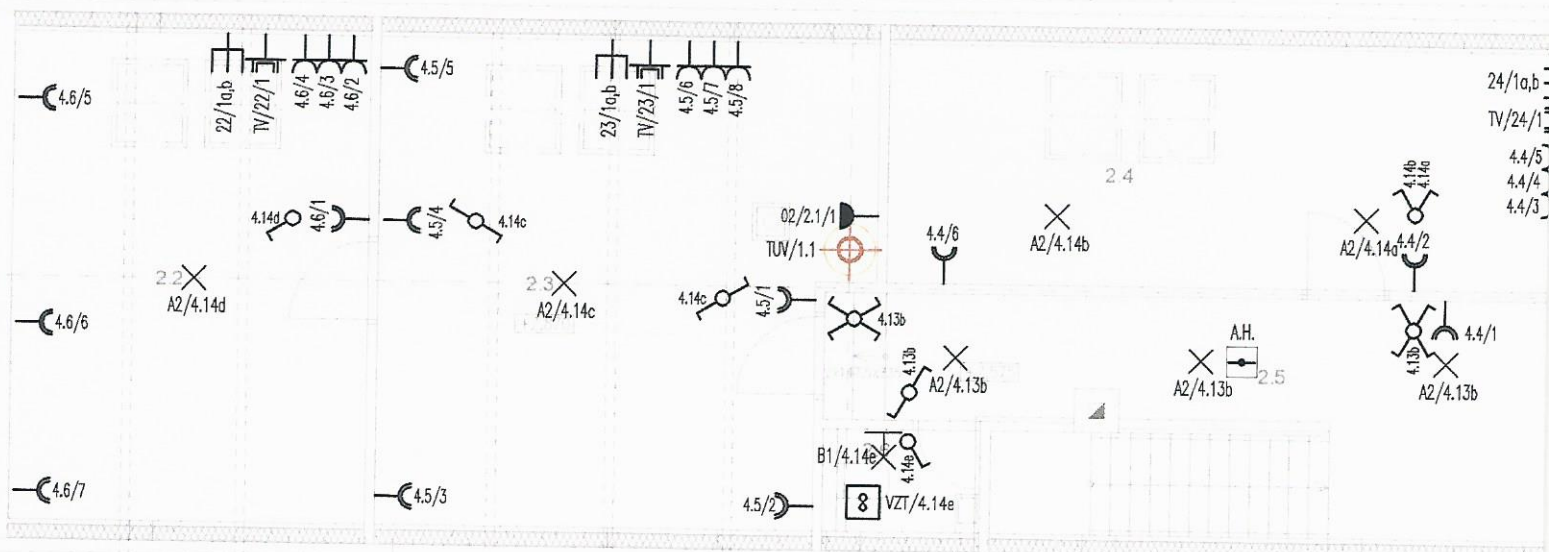 4.6/5
22/1a,b
TV/22/1
4.6/4
4.6/3
4.6/2
4.5/5
23/1a,b
TV/23/1
4.5/6
4.5/7
4.5/8
24/1a,b
TV/24/1
4.4/5
4.4/4
4.4/3
2.4
4.14b
4.14a
4.14d
4.6/1
4.5/4
4.14c
02/2.1/1
TUV/1.1
4.4/6
A2/4.14b
A2/4.14a
4.4/2
2.2
A2/4.14d
2.3
A2/4.14c
4.14c
4.5/1
4.13b
4.6/6
4.13b
A2/4.13b
A.H.
A2/4.13b
2.5
4.13b
4.4/1
A2/4.13b
B1/4.14e
4.14e
4.6/7
4.5/3
4.5/2
VZT/4.14e